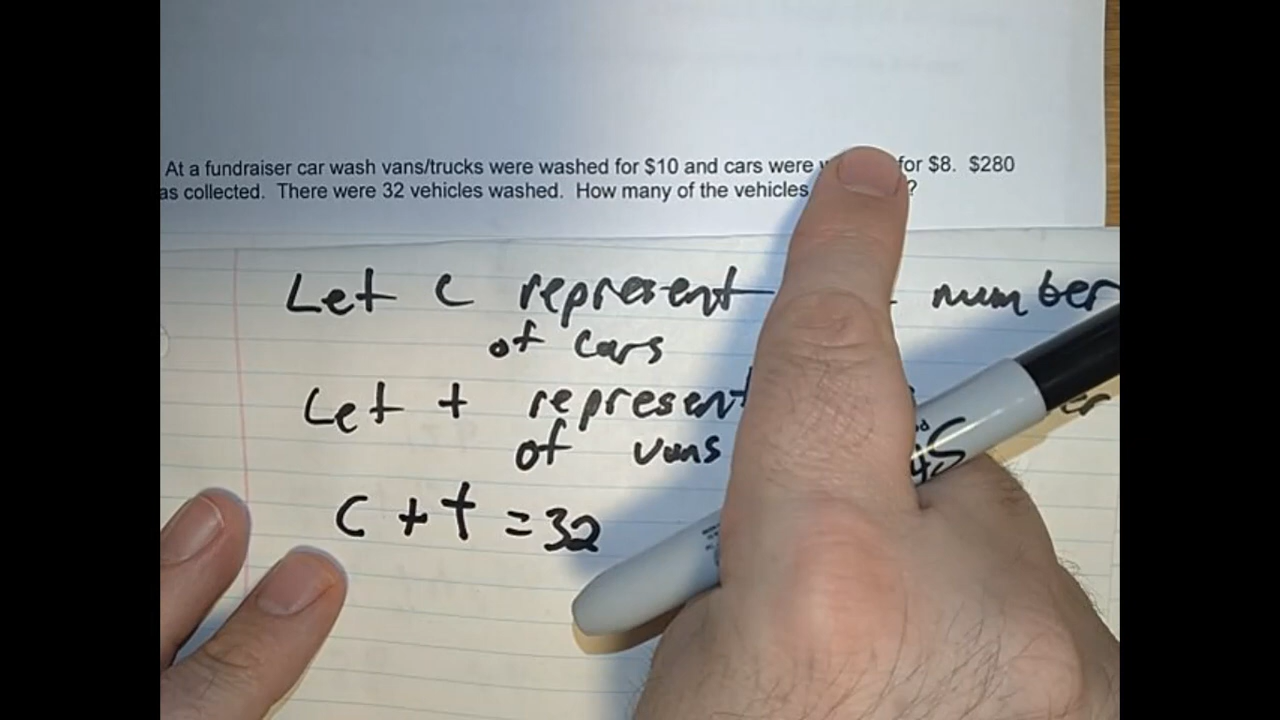 At a fundraiser car wash vans/trucks were washed for $10 and cars were for $8. $280
as collected. There were 32 vehicles washed. How many of the vehicles ?
Let c represent number
of cars
Let t represent
of vans
c + t = 32